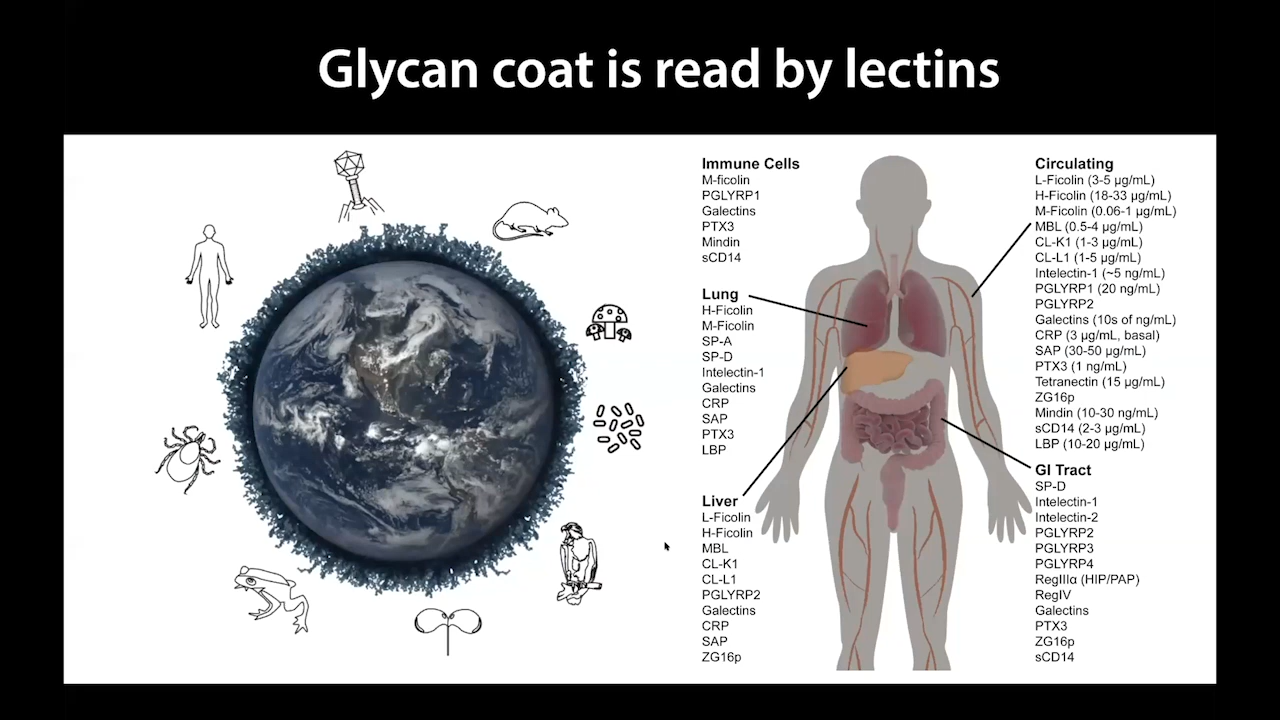 Glycan coat is read by lectins
Immune Cells
M-ficolin
PGLYRP1
Galectins
PTX3
Mindin
sCD14
Lung
H-Ficolin
M-Ficolin
SP-A
SP-D
Intelectin-1
Galectins
CRP
SAP
PTX3
LBP
Liver
L-Ficolin
H-Ficolin
MBL
CL-K1
CL-L1
PGLYRP2
Galectins
CRP
SAP
ZG16p
Circulating
L-Ficolin (3-5 µg/mL)
H-Ficolin (18-33 µg/mL)
M-Ficolin (0.06-1 µg/mL)
MBL (0.5-4 µg/mL)
CL-K1 (1-3 µg/mL)
CL-L1 (1-5 µg/mL)
Intelectin-1 (~5 ng/mL)
PGLYRP1 (20 ng/mL)
PGLYRP2
Galectins (10s of ng/mL)
CRP (3 µg/mL, basal)
SAP (30-50 µg/mL)
PTX3 (1 ng/mL)
Tetranectin (15 µg/mL)
ZG16p
Mindin (10-30 ng/mL)
sCD14 (2-3 µg/mL)
LBP (10-20 µg/mL)
GI Tract
SP-D
Intelectin-1
Intelectin-2
PGLYRP2
PGLYRP3
PGLYRP4
RegIIIα (HIP/PAP)
RegIV
Galectins
PTX3
ZG16p
sCD14